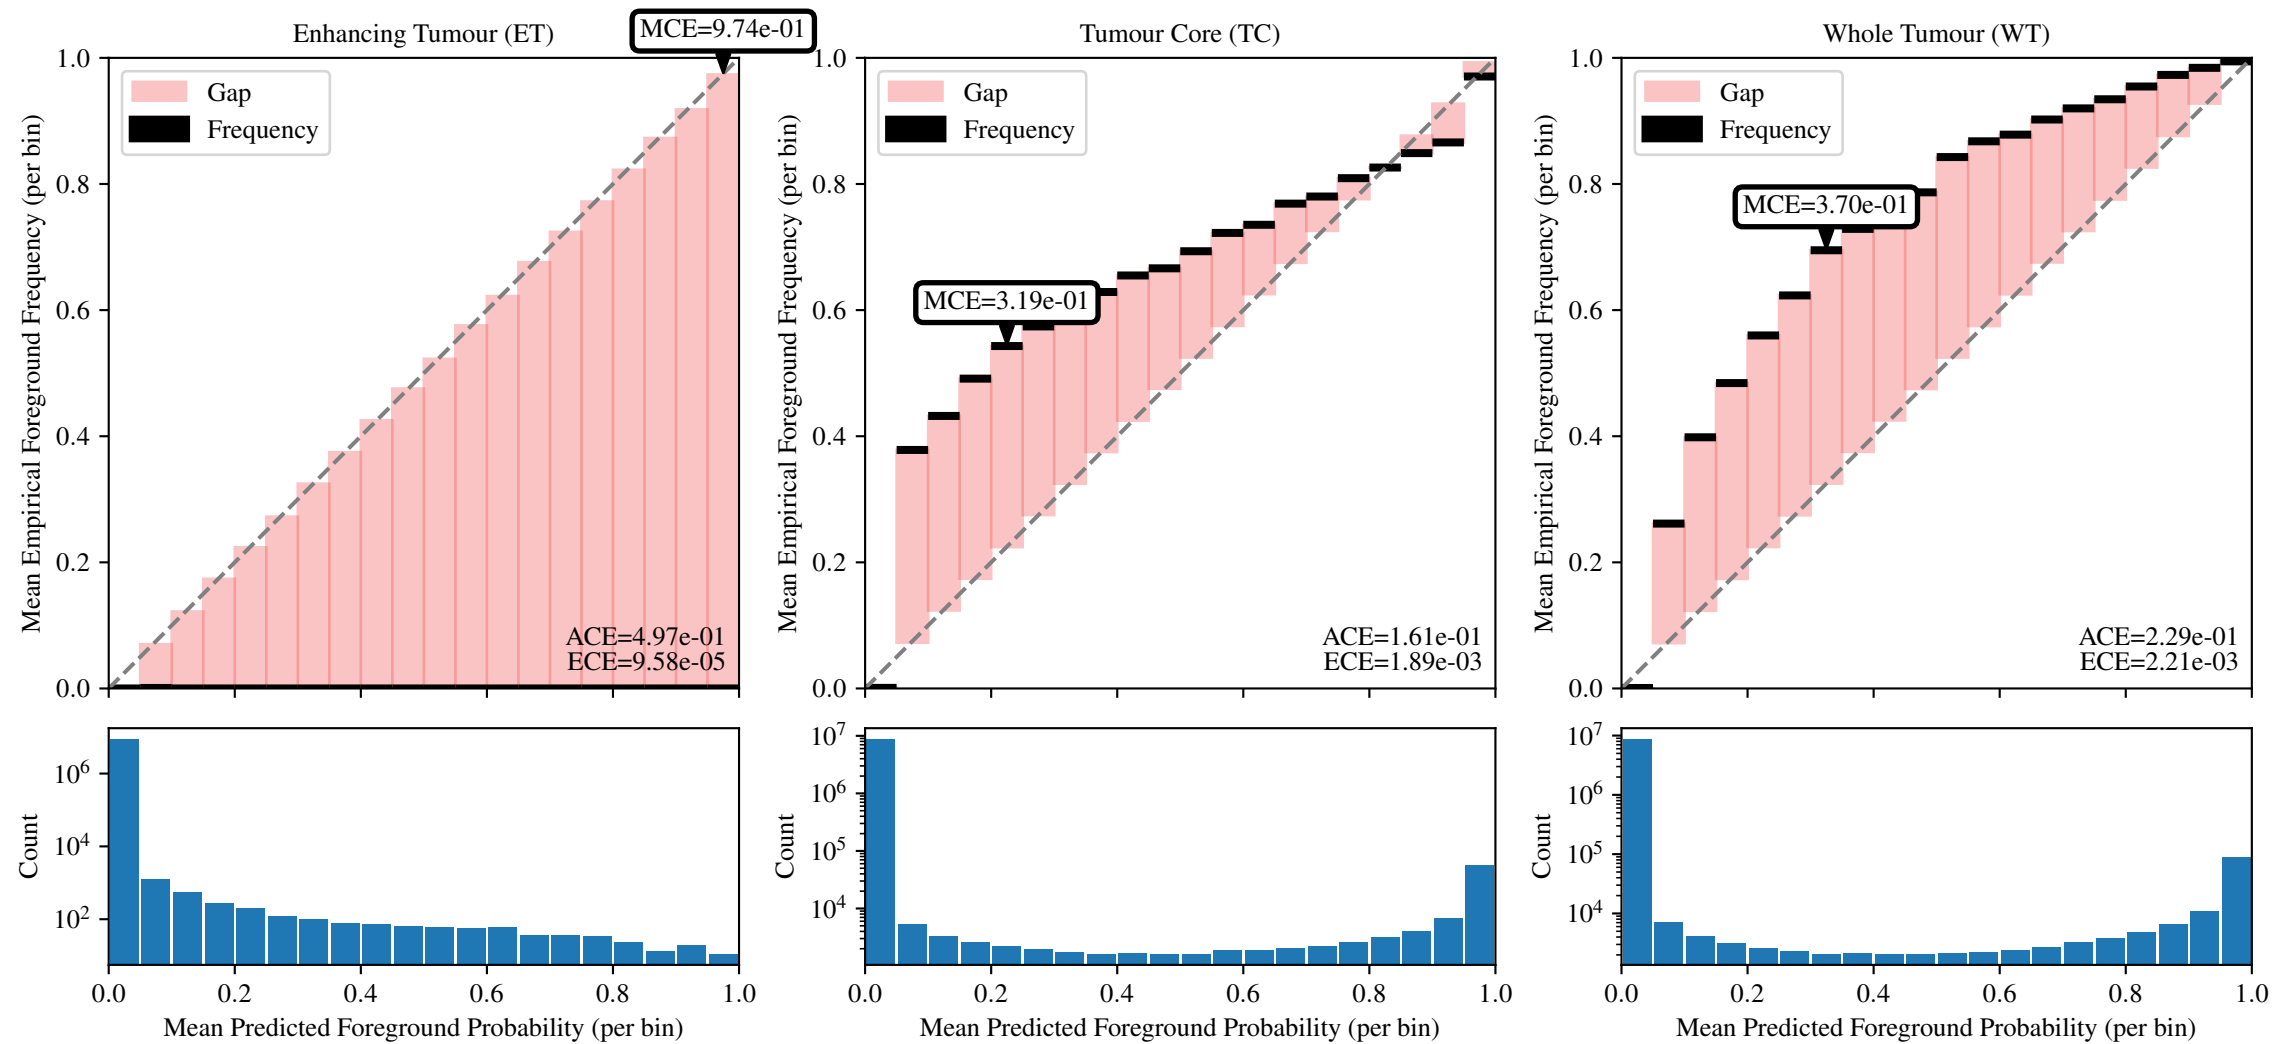 Enhancing Tumour (ET)
MCE=9.74e-01
Gap
Frequency
Mean Empirical Foreground Frequency (per bin)
1.0
0.8
0.6
0.4
0.2
0.0
ACE=4.97e-01
ECE=9.58e-05
Tumour Core (TC)
Gap
Frequency
MCE=3.19e-01
Mean Empirical Foreground Frequency (per bin)
1.0
0.8
0.6
0.4
0.2
0.0
ACE=1.61e-01
ECE=1.89e-03
Whole Tumour (WT)
Gap
Frequency
MCE=3.70e-01
Mean Empirical Foreground Frequency (per bin)
1.0
0.8
0.6
0.4
0.2
0.0
ACE=2.29e-01
ECE=2.21e-03
Count
10^6
10^4
10^2
0.0 0.2 0.4 0.6 0.8 1.0
Mean Predicted Foreground Probability (per bin)
Count
10^7
10^6
10^5
10^4
0.0 0.2 0.4 0.6 0.8 1.0
Mean Predicted Foreground Probability (per bin)
Count
10^7
10^6
10^5
10^4
0.0 0.2 0.4 0.6 0.8 1.0
Mean Predicted Foreground Probability (per bin)